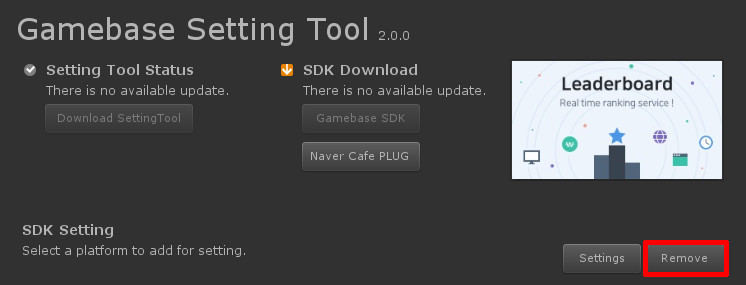 Gamebase Setting Tool 2.0.0
Setting Tool Status
There is no available update.
Download SettingTool
SDK Download
There is no available update.
Gamebase SDK
Naver Cafe PLUG
Leaderboard
Real time ranking service !
w
SDK Setting
Select a platform to add for setting.
Settings
Remove